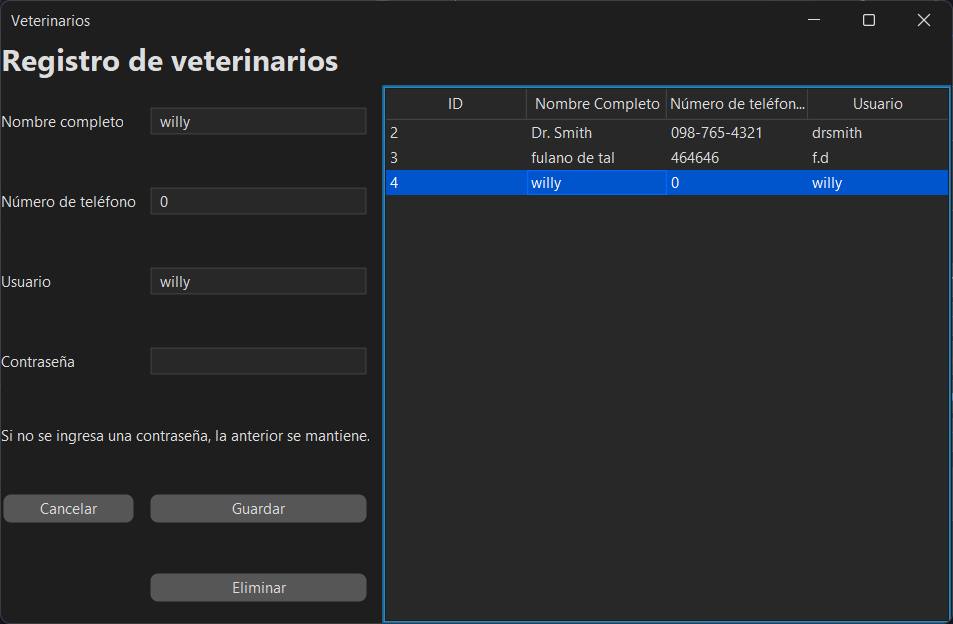 Veterinarios
Registro de veterinarios
Nombre completo willy
Número de teléfono 0
Usuario willy
Contraseña
Si no se ingresa una contraseña, la anterior se mantiene.
Cancelar Guardar
Eliminar
ID Nombre Completo Número de teléfon... Usuario
2 Dr. Smith 098-765-4321 drsmith
3 fulano de tal 464646 f.d
4 willy 0 willy